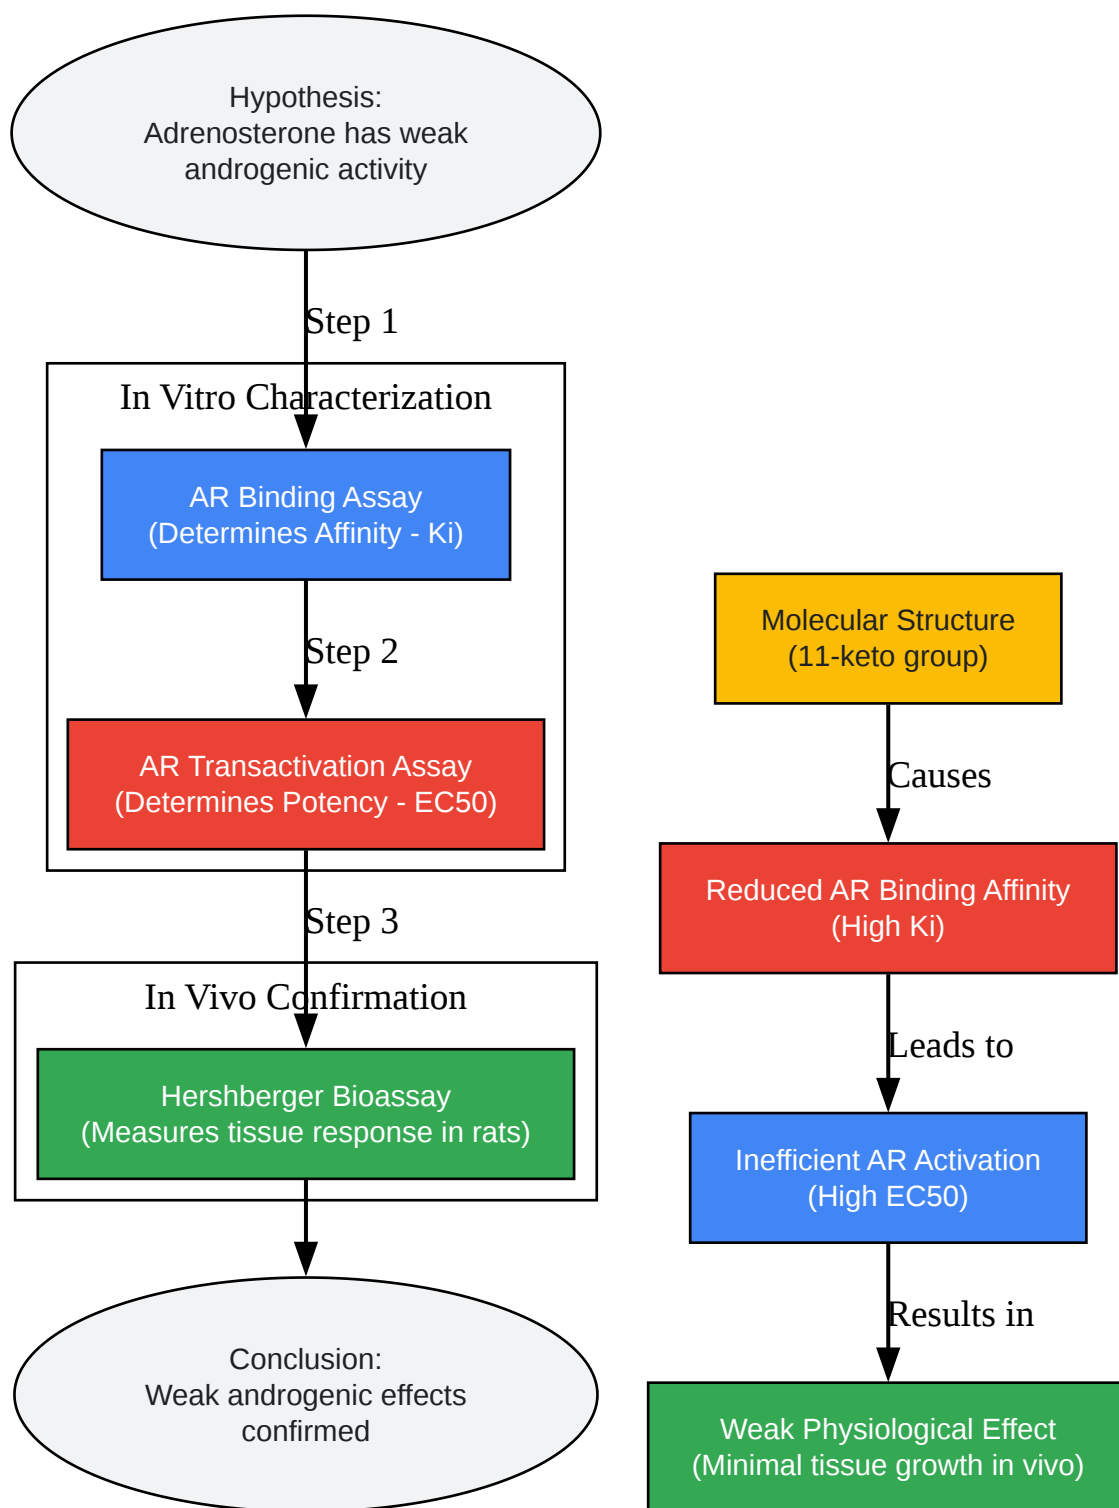 Hypothesis:
Adrenosterone has weak
androgenic activity
Step 1
In Vitro Characterization
AR Binding Assay
(Determines Affinity - Ki)
Step 2
AR Transactivation Assay
(Determines Potency - EC50)
Step 3
In Vivo Confirmation
Hershberger Bioassay
(Measures tissue response in rats)
Conclusion:
Weak androgenic effects
confirmed
Molecular Structure
(11-keto group)
Causes
Reduced AR Binding Affinity
(High Ki)
Leads to
Inefficient AR Activation
(High EC50)
Results in
Weak Physiological Effect
(Minimal tissue growth in vivo)